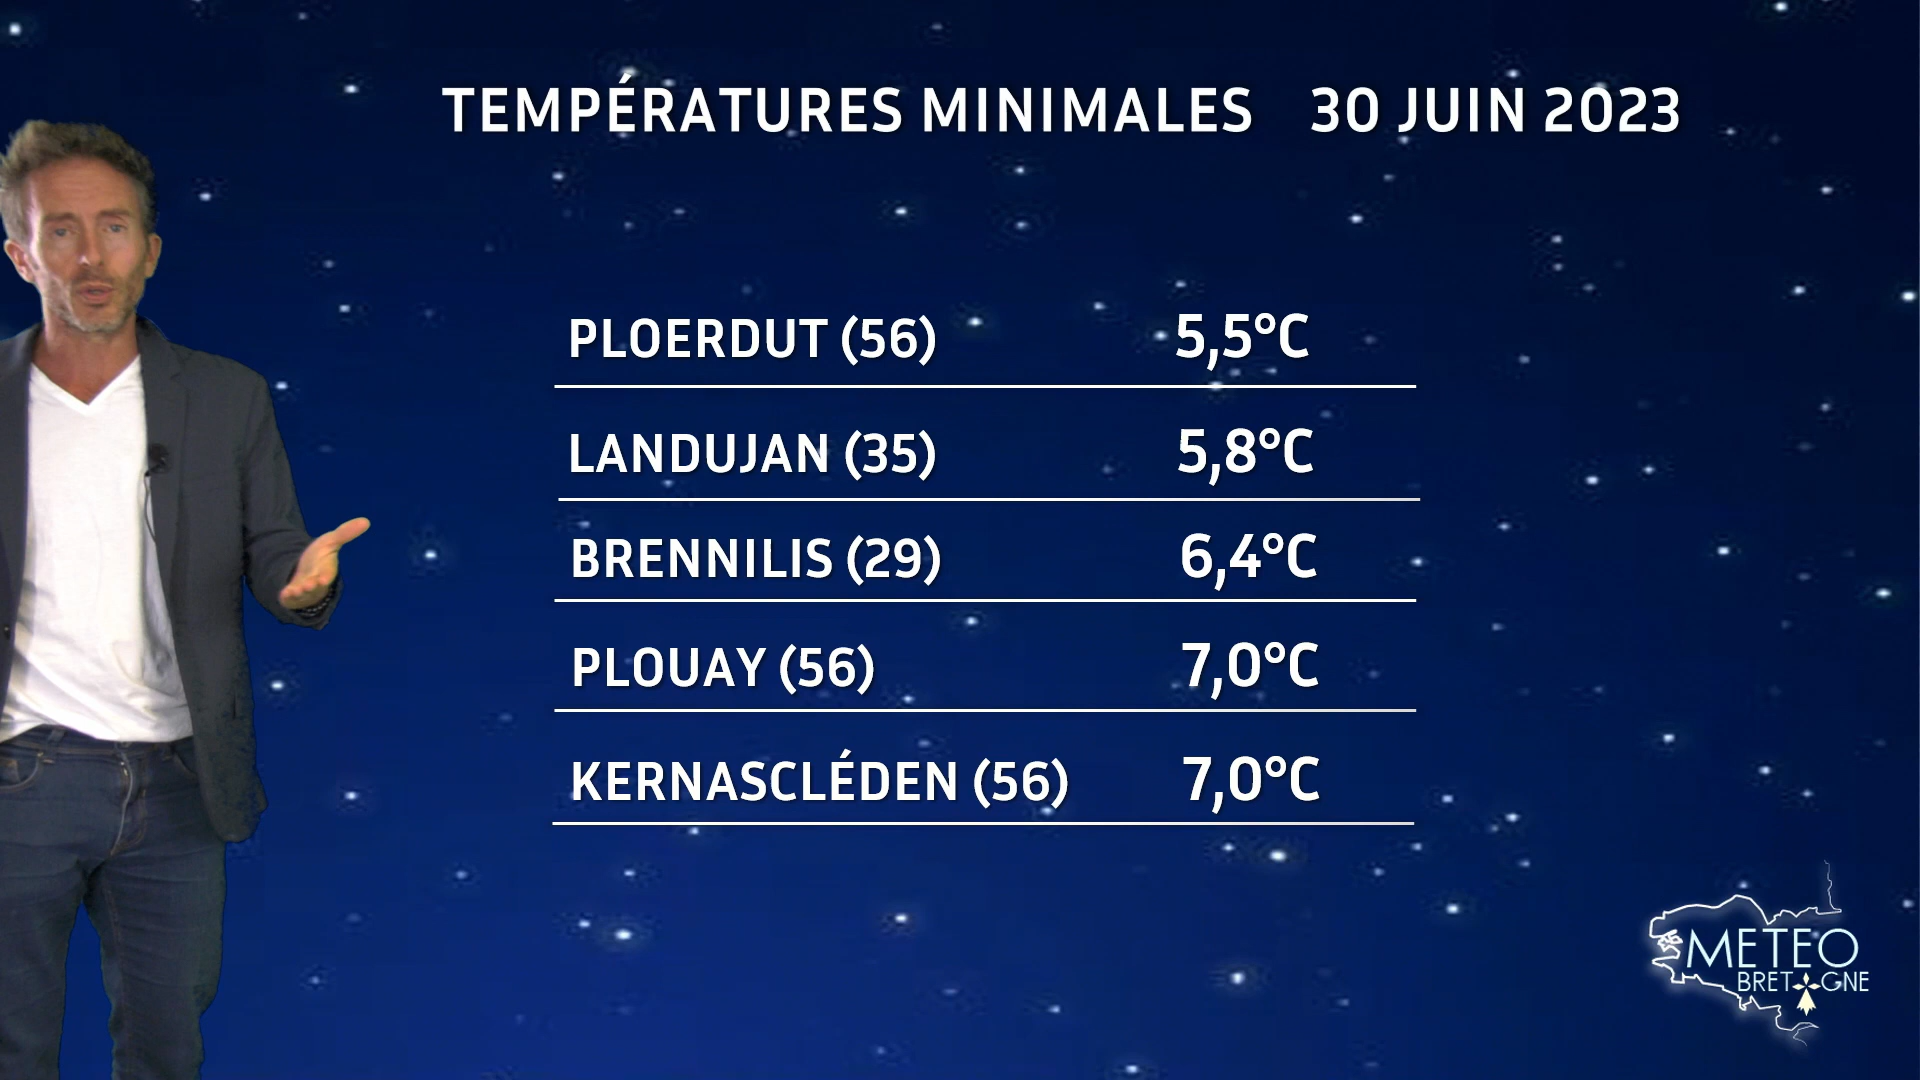 TEMPÉRATURES MINIMALES 30 JUIN 2023
PLOERDUT (56) 5,5°C
LANDUJAN (35) 5,8°C
BRENNILIS (29) 6,4°C
PLOUAY (56) 7,0°C
KERNASCLÉDEN (56) 7,0°C
METEO
BRETAGNE